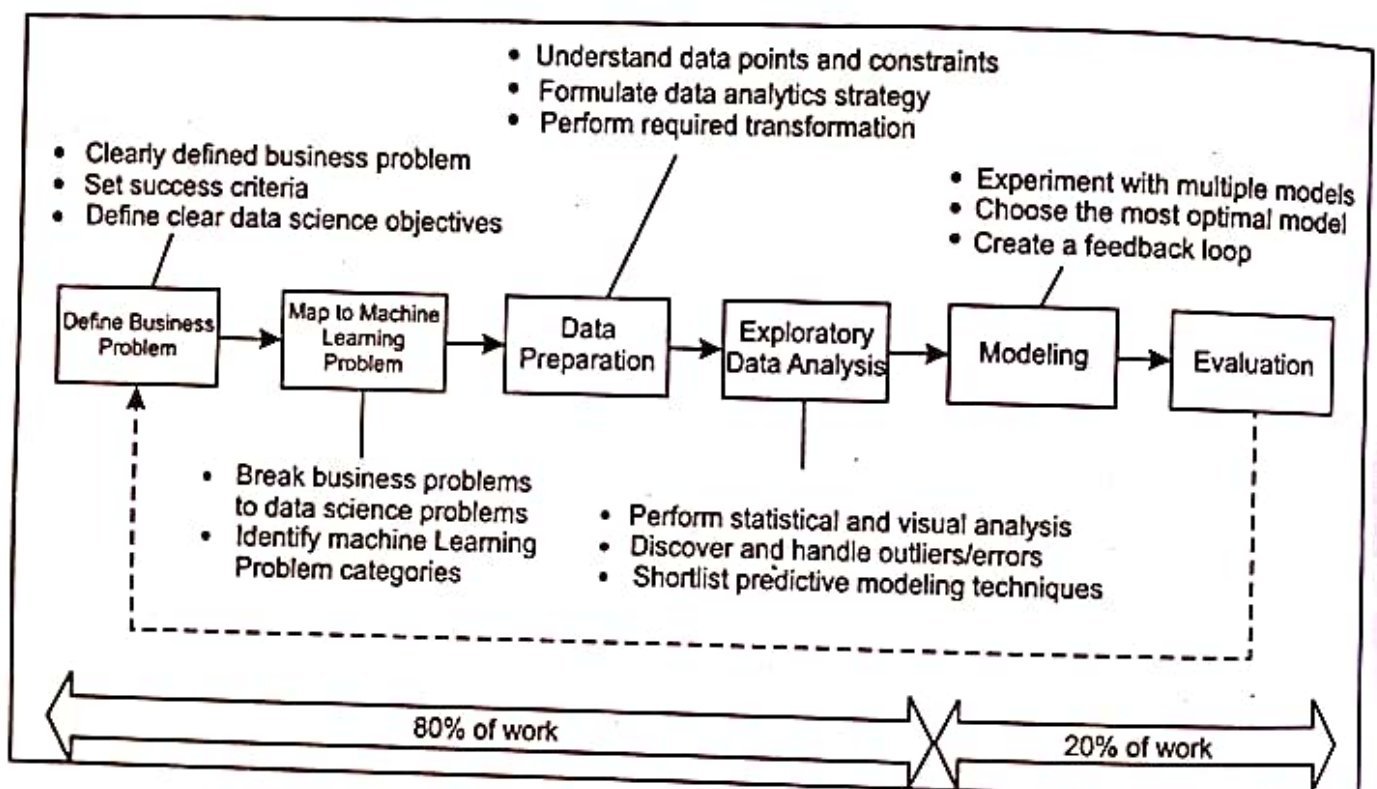 • Understand data points and constraints
• Formulate data analytics strategy
• Perform required transformation
• Clearly defined business problem
• Set success criteria
• Define clear data science objectives
• Experiment with multiple models
• Choose the most optimal model
• Create a feedback loop
Define Business
Problem
Map to Machine
Learning
Problem
Data
Preparation
Exploratory
Data Analysis
Modeling
Evaluation
• Break business problems
to data science problems
• Identify machine Learning
Problem categories
• Perform statistical and visual analysis
• Discover and handle outliers/errors
• Shortlist predictive modeling techniques
80% of work
20% of work